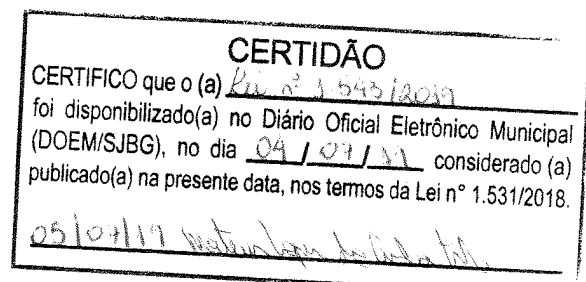 CERTIDÃO
CERTIFICO que o (a) Lei nº 1.543/2019
foi disponibilizado(a) no Diário Oficial Eletrônico Municipal
(DOEM/SJBG), no dia 04 / 07 / 19 considerado (a)
publicado(a) na presente data, nos termos da Lei n° 1.531/2018.
05/07/19